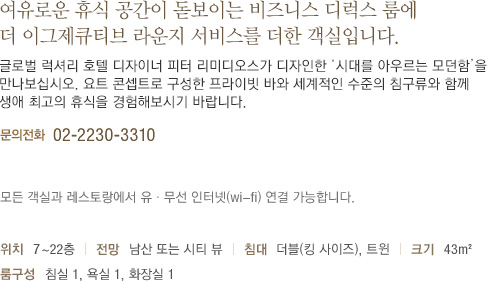 여유로운 휴식 공간이 돋보이는 비즈니스 디럭스 룸에
더 이그제큐티브 라운지 서비스를 더한 객실입니다.
글로벌 럭셔리 호텔 디자이너 피터 리미디오스가 디자인한 '시대를 아우르는 모던함'을
만나보십시오. 요트 콘셉트로 구성한 프라이빗 바와 세계적인 수준의 침구류와 함께
생애 최고의 휴식을 경험해보시기 바랍니다.
문의전화 02-2230-3310
모든 객실과 레스토랑에서 유 · 무선 인터넷(wi-fi) 연결 가능합니다.
위치 7~22층 | 전망 남산 또는 시티 뷰 | 침대 더블(킹 사이즈), 트윈 | 크기 43m²
룸구성 침실 1, 욕실 1, 화장실 1